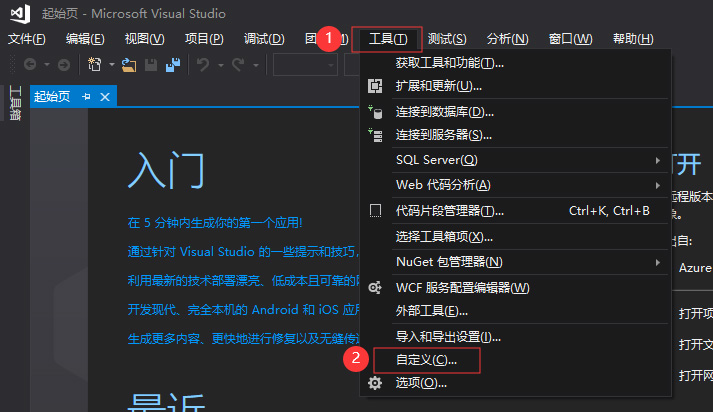 起始页 - Microsoft Visual Studio
文件(F) 编辑(E) 视图(V) 项目(P) 调试(D) 团 1 M) 工具(T) 测试(S) 分析(N) 窗口(W) 帮助(H)
工具箱
起始页
入门
在 5 分钟内生成你的第一个应用!
通过针对 Visual Studio 的一些提示和技巧,
利用最新的技术部署漂亮、低成本且可靠的
开发现代、完全本机的 Android 和 iOS 应
生成更多内容、更快地进行修复以及无缝传
最近
获取工具和功能(T)...
扩展和更新(U)...
连接到数据库(D)...
连接到服务器(S)...
SQL Server(Q)
Web 代码分析(A)
代码片段管理器(T)... Ctrl+K, Ctrl+B
选择工具箱项(X)...
NuGet 包管理器(N)
WCF 服务配置编辑器(W)
外部工具(E)...
导入和导出设置(I)...
2 自定义(C)...
选项(O)...
打开
远程版本
自:
Azure
打开项
打开文
打开网